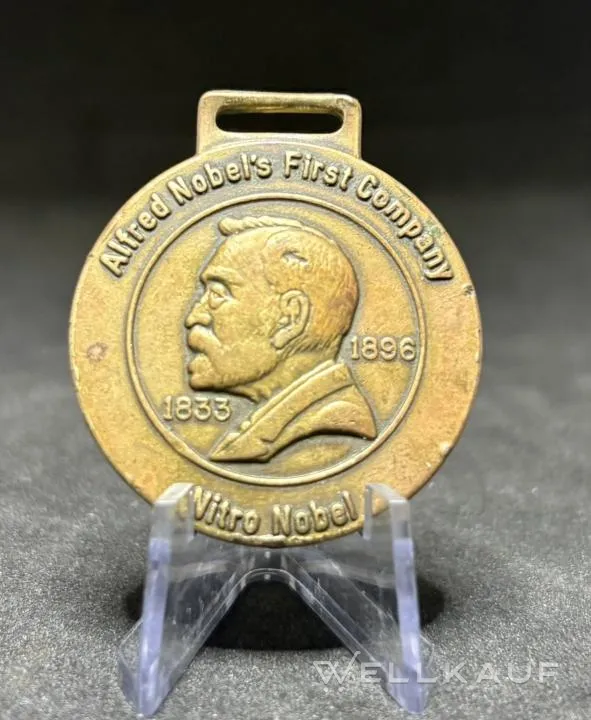 Alfred Nobel's First Company
1896
1833
Nitro Nobel
WELLKAUF